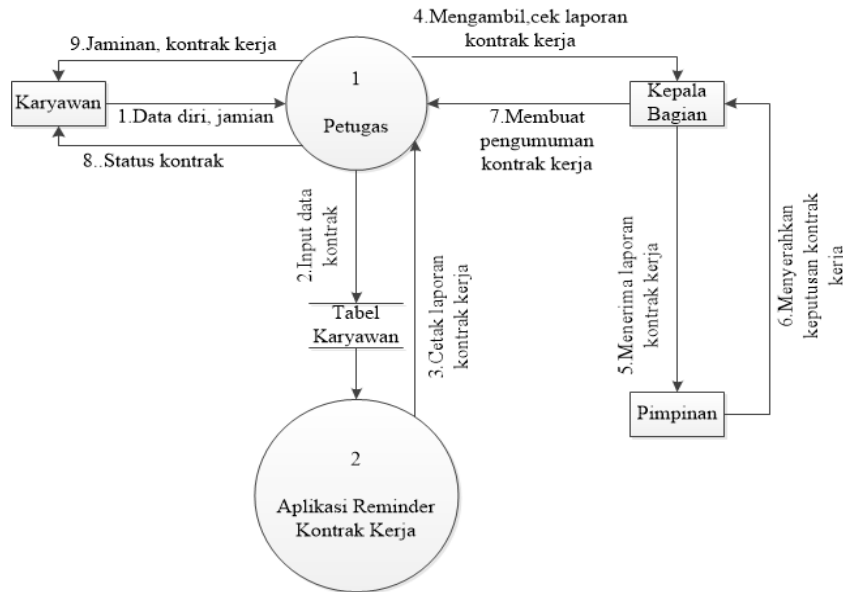 4.Mengambil,cek laporan
kontrak kerja
9.Jaminan, kontrak kerja
1
Petugas
Karyawan
1.Data diri, jamian
8..Status kontrak
Kepala
Bagian
7.Membuat
pengumuman
kontrak kerja
2.Input data
kontrak
Tabel
Karyawan
3.Cetak laporan
kontrak kerja
5.Menerima laporan
kontrak kerja
6.Menyerahkan
keputusan kontrak
kerja
Pimpinan
2
Aplikasi Reminder
Kontrak Kerja